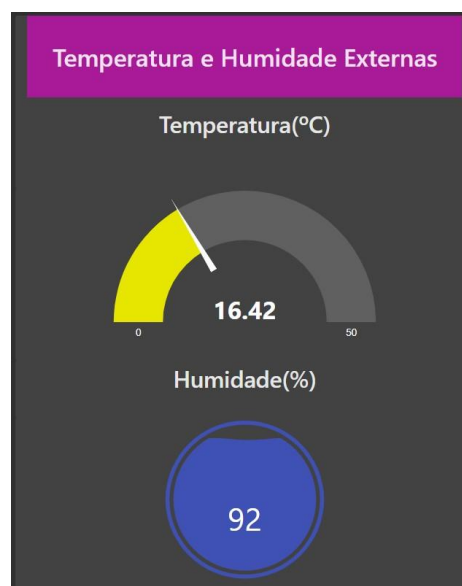 Temperatura e Humidade Externas
Temperatura(ºC)
16.42
0 50
Humidade(%)
92